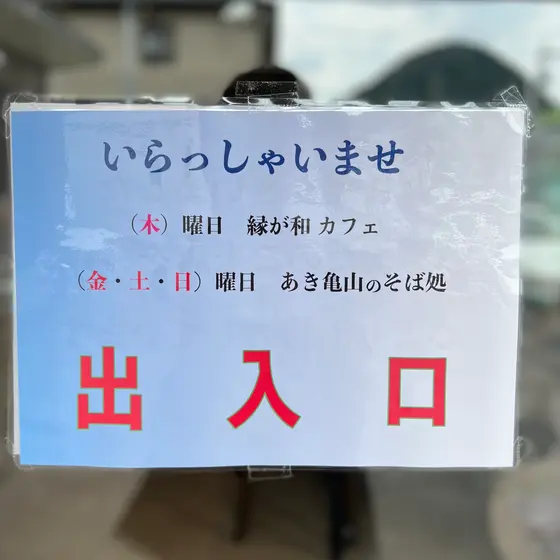 いらっしゃいませ
（木）曜日　縁が和 カフェ
（金・土・日）曜日　あき亀山のそば処
出入口